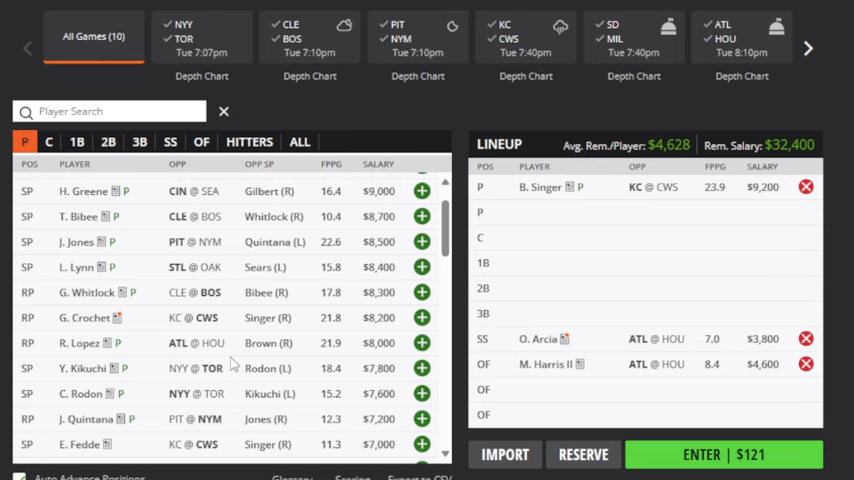 All Games (10)
NYY
TOR
Tue 7:07pm
Depth Chart
CLE
BOS
Tue 7:10pm
Depth Chart
PIT
NYM
Tue 7:10pm
Depth Chart
KC
CWS
Tue 7:40pm
Depth Chart
SD
MIL
Tue 7:40pm
Depth Chart
ATL
HOU
Tue 8:10pm
Depth Chart
Player Search
P C 1B 2B 3B SS OF HITTERS ALL
POS PLAYER OPP OPP SP FPPG SALARY
SP H. Greene P CIN @ SEA Gilbert (R) 16.4 $9,000
SP T. Bibee P CLE @ BOS Whitlock (R) 10.4 $8,700
SP J. Jones P PIT @ NYM Quintana (L) 22.6 $8,500
SP L. Lynn P STL @ OAK Sears (L) 15.8 $8,400
RP G. Whitlock P CLE @ BOS Bibee (R) 17.8 $8,300
RP G. Crochet KC @ CWS Singer (R) 21.8 $8,200
RP R. Lopez P ATL @ HOU Brown (R) 21.9 $8,000
SP Y. Kikuchi P NYY @ TOR Rodon (L) 18.4 $7,800
SP C. Rodon P NYY @ TOR Kikuchi (L) 15.2 $7,600
RP J. Quintana P PIT @ NYM Jones (R) 12.3 $7,200
SP E. Fedde KC @ CWS Singer (R) 11.3 $7,000
Auto Advance Positions Glossary Scoring Export to CSV
LINEUP Avg. Rem./Player: $4,628 Rem. Salary: $32,400
POS PLAYER OPP FPPG SALARY
P B. Singer P KC @ CWS 23.9 $9,200
P
C
1B
2B
3B
SS O. Arcia ATL @ HOU 7.0 $3,800
OF M. Harris II ATL @ HOU 8.4 $4,600
OF
OF
IMPORT RESERVE ENTER | $121